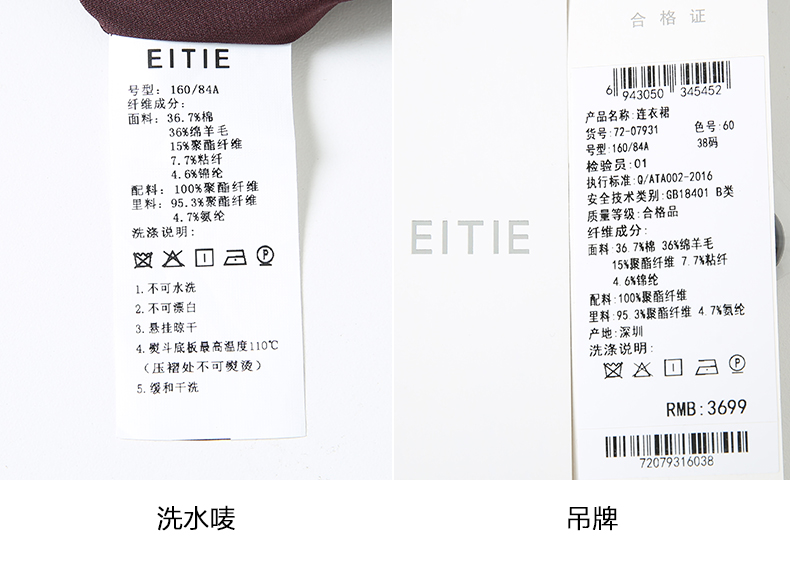 EITIE
号型: 160/84A
纤维成分:
面料: 36.7%棉
36%绵羊毛
15%聚酯纤维
7.7%粘纤
4.6%锦纶
配料: 100%聚酯纤维
里料: 95.3%聚酯纤维
4.7%氨纶
洗涤说明:
1.不可水洗
2.不可漂白
3.悬挂晾干
4.熨斗底板最高温度110℃
(压褶处不可熨烫)
5.缓和干洗
洗水唛
EITIE
合格证
6 943050 345452
产品名称:连衣裙
货号:72-07931 色号:60
号型:160/84A 38码
检验员:01
执行标准:Q/ATA002-2016
安全技术类别:GB18401 B类
质量等级:合格品
纤维成分:
面料:36.7%棉 36%绵羊毛
15%聚酯纤维 7.7%粘纤
4.6%锦纶
配料:100%聚酯纤维
里料:95.3%聚酯纤维 4.7%氨纶
产地:深圳
洗涤说明:
P
RMB:3699
72079316038
吊牌